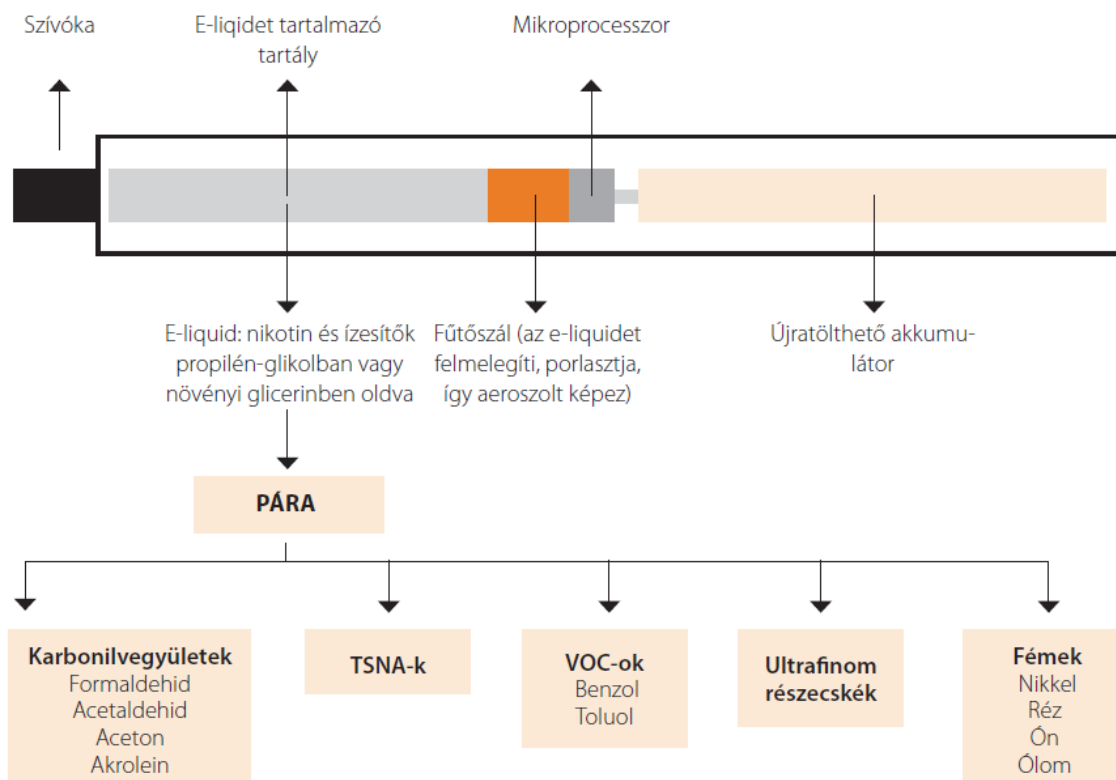 Szívóka
E-liqidet tartalmazó
tartály
Mikroprocesszor
E-liquid: nikotin és ízesítők
propilén-glikolban vagy
növényi glicerinben oldva
Fűtőszál (az e-liquidet
felmelegíti, porlasztja,
így aeroszolt képez)
Újratölthető akkumu-
látor
PÁRA
Karbonilvegyületek
Formaldehid
Acetaldehid
Aceton
Akrolein
TSNA-k
VOC-ok
Benzol
Toluol
Ultrafinom
részecskék
Fémek
Nikkel
Réz
Ón
Ólom